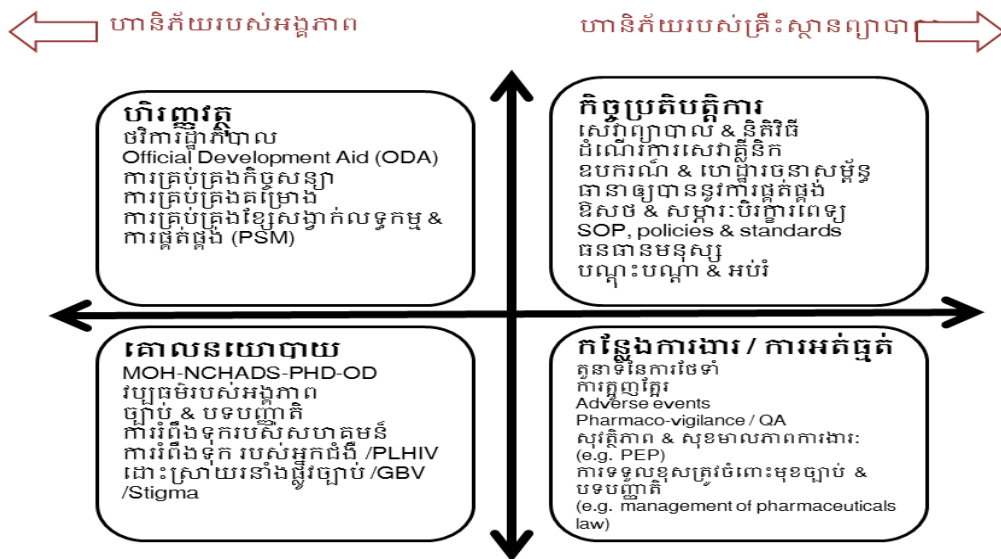 ហានិភ័យរបស់អង្គភាព
ហានិភ័យរបស់គ្រឹះស្ថានព្យាបាល
ហិរញ្ញវត្ថុ
ថវិការដ្ឋាភិបាល
Official Development Aid (ODA)
ការគ្រប់គ្រងកិច្ចសន្យា
ការគ្រប់គ្រងគម្រោង
ការគ្រប់គ្រងខ្សែសង្វាក់លទ្ធកម្ម &
ការផ្គត់ផ្គង់ (PSM)
កិច្ចប្រតិបត្តិការ
សេវាព្យាបាល & និតិវិធី
ដំណើរការសេវាគ្លីនិក
ឧបករណ៍ & ហេដ្ឋារចនាសម្ព័ន្ធ
ធានាឲ្យបាននូវការផ្គត់ផ្គង់
ឱសថ & សម្ភារៈបរិក្ខារពេទ្យ
SOP, policies & standards
ធនធានមនុស្ស
បណ្តុះបណ្តា & អប់រំ
គោលនយោបាយ
MOH-NCHADS-PHD-OD
វប្បធម៌របស់អង្គភាព
ច្បាប់ & បទបញ្ញាតិ
ការរំពឹងទុករបស់សហគមន៍
ការរំពឹងទុក របស់អ្នកជំងឺ /PLHIV
ដោះស្រាយរនាំងផ្លូវច្បាប់ /GBV
/Stigma
កន្លែងការងារ / ការអត់ធ្មត់
តួនាទីនៃការថែទាំ
ការត្អូញត្អែរ
Adverse events
Pharmaco-vigilance / QA
សុវត្ថិភាព & សុខមាលភាពការងារៈ
(e.g. PEP)
ការទទួលខុសត្រូវចំពោះមុខច្បាប់ &
បទបញ្ញាតិ
(e.g. management of pharmaceuticals
law)